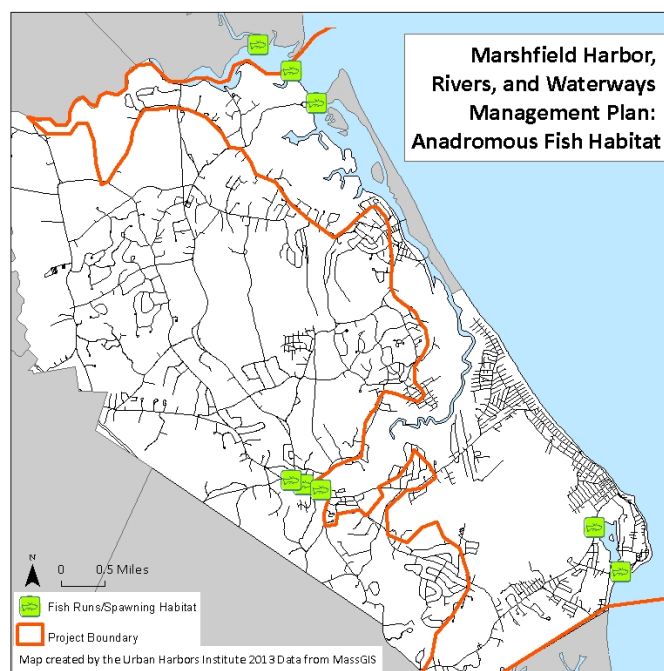 Marshfield Harbor,
Rivers, and Waterways
Management Plan:
Anadromous Fish Habitat
N
0 0.5 Miles
Fish Runs/Spawning Habitat
Project Boundary
Map created by the Urban Harbors Institute 2013 Data from MassGIS